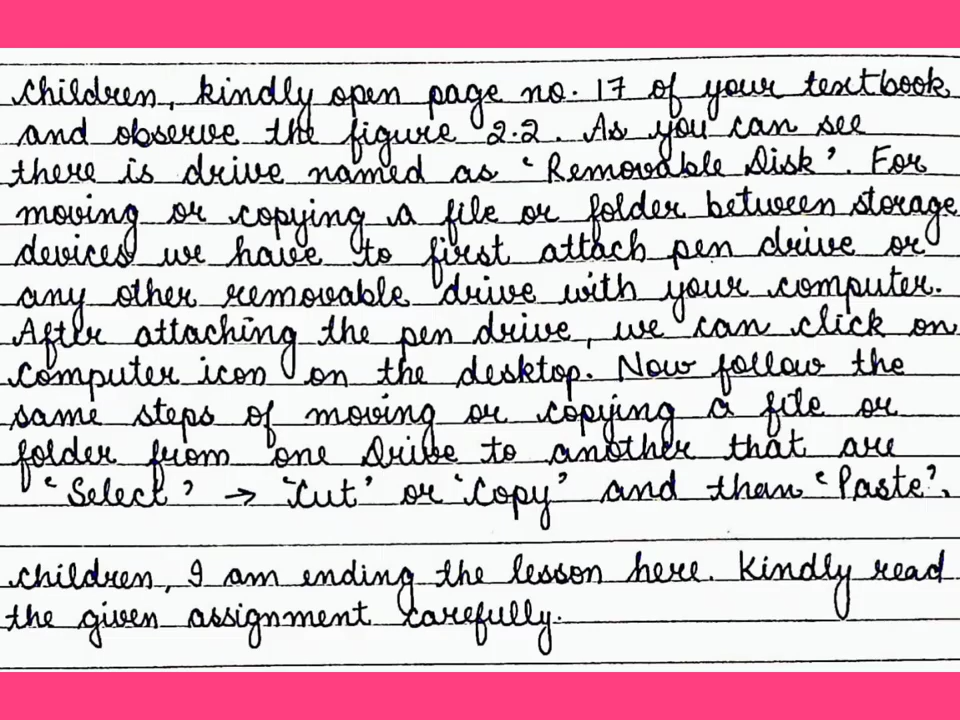 Children, kindly open page no. 17 of your textbook
and observe the figure 2.2. As you can see
there is drive named as 'Removable Disk'. For
moving or copying a file or folder between storage
devices we have to first attach pen drive or
any other removable drive with your computer.
After attaching the pen drive, we can click on
computer icon on the desktop. Now follow the
same steps of moving or copying a file or
folder from one Drive to another that are
'Select' → 'Cut' or 'Copy' and than 'Paste'.
Children, I am ending the lesson here. Kindly read
the given assignment carefully.